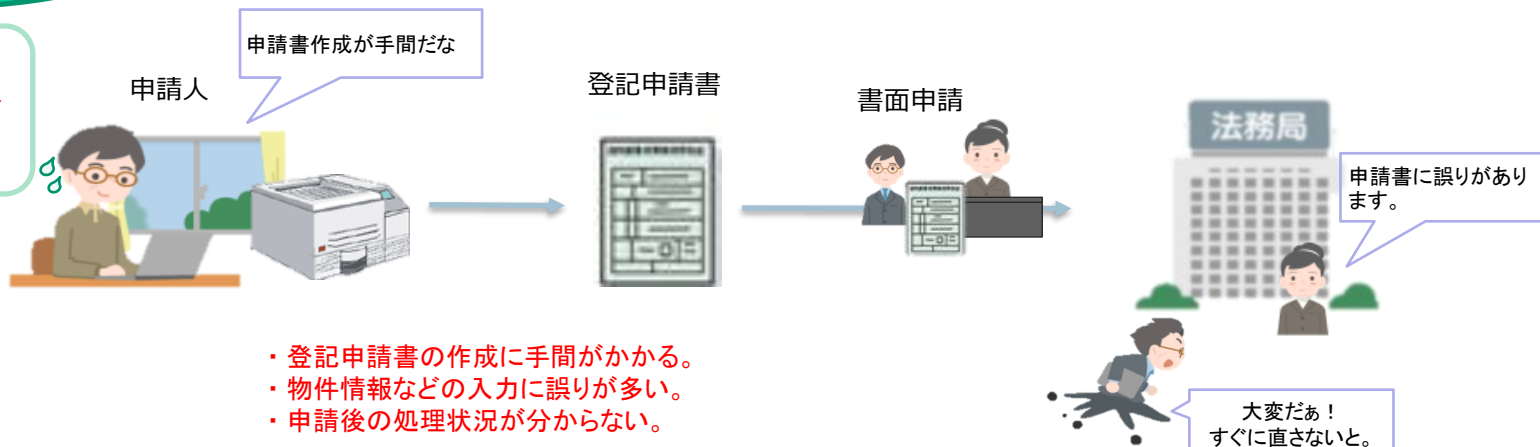 申請書作成が手間だな
申請人
登記申請書
書面申請
法務局
申請書に誤りがあり
ます。
・登記申請書の作成に手間がかかる。
・物件情報などの入力に誤りが多い。
・申請後の処理状況が分からない。
大変だぁ！
すぐに直さないと。